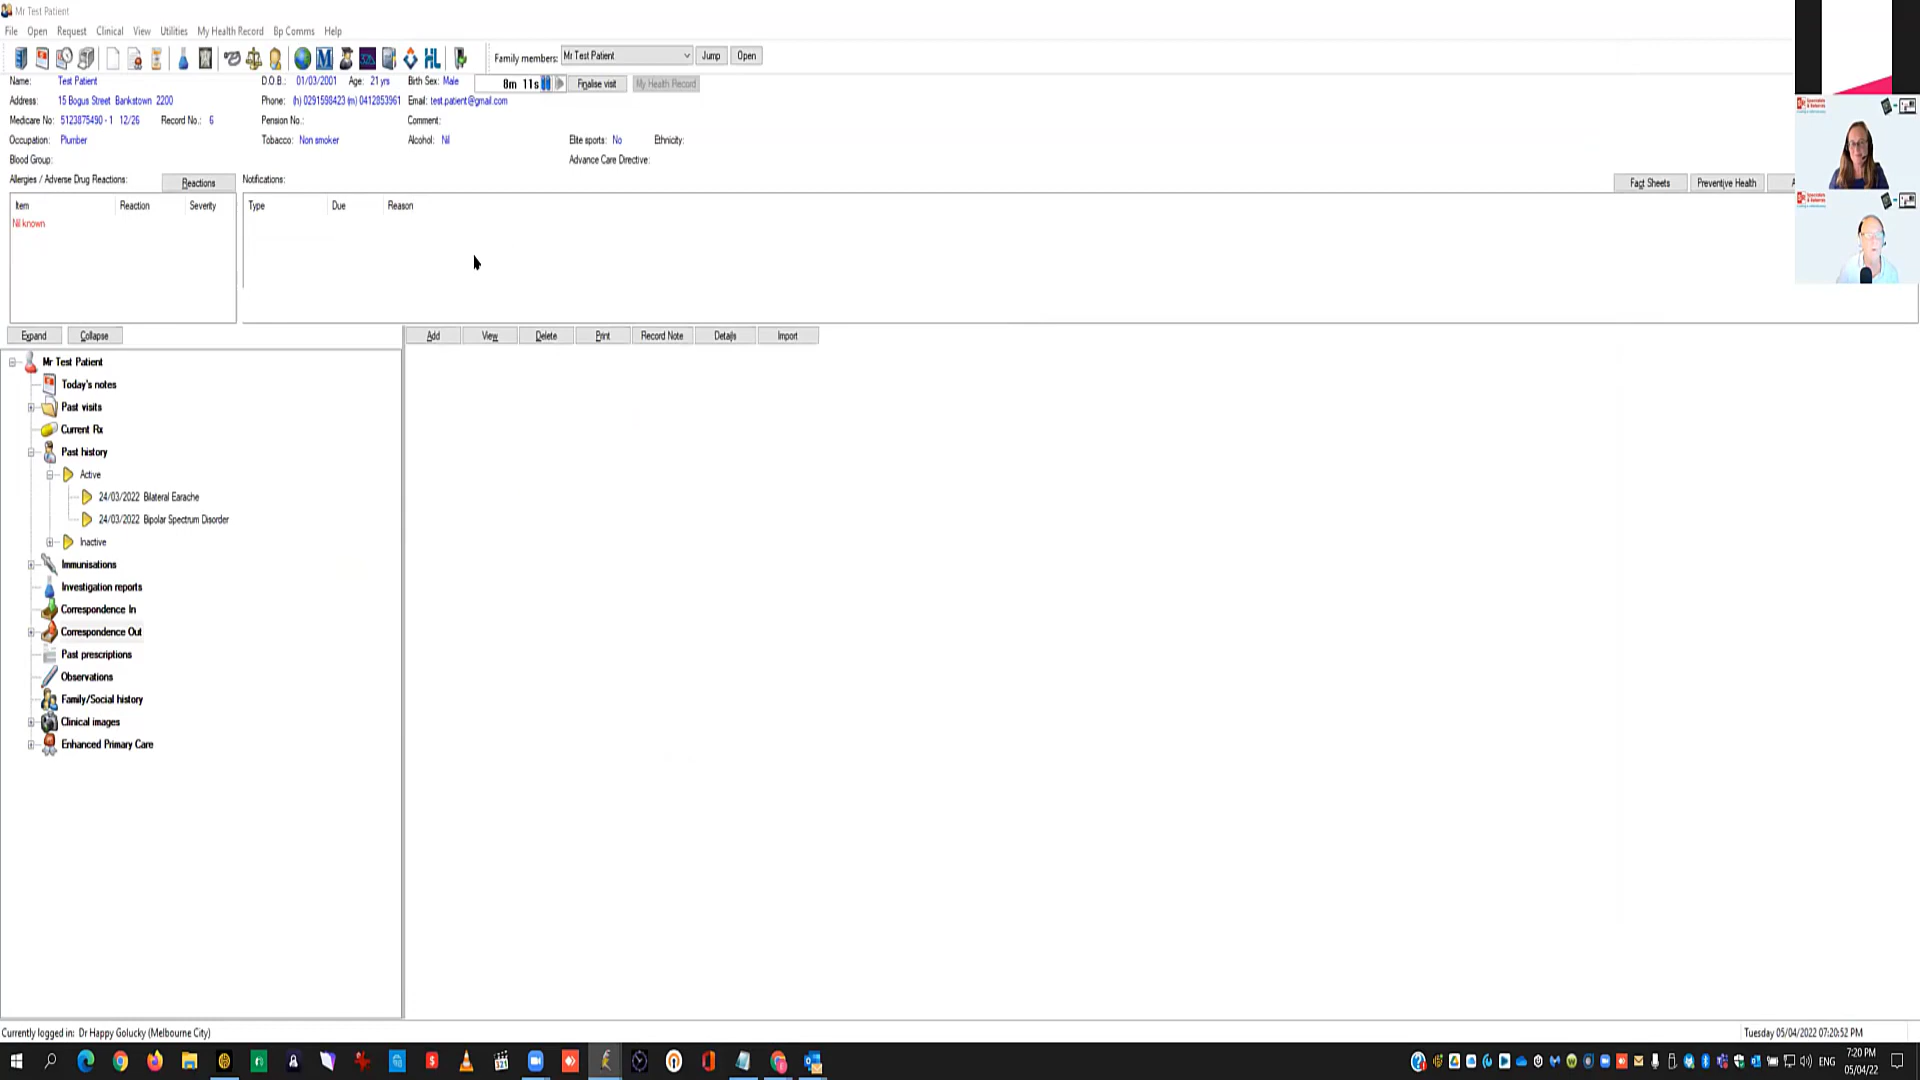 Mr Test Patient
File Open Request Clinical View Utilities My Health Record Bp Comms Help
Family members: Mr Test Patient Jump Open
Name: Test Patient D.O.B.: 01/03/2001 Age: 21 yrs Birth Sex: Male 8m 11s Finalise visit My Health Record
Address: 15 Bogus Street Bankstown 2200 Phone: (h) 0291598423 (m) 0412853961 Email: test.patient@gmail.com
Medicare No: 5123875490 - 1 12/26 Record No.: 6 Pension No.: Comment:
Occupation: Plumber Tobacco: Non smoker Alcohol: Nil Elite sports: No Ethnicity:
Blood Group: Advance Care Directive:
Allergies / Adverse Drug Reactions: Reactions Notifications: Fact Sheets Preventive Health
Item Reaction Severity Type Due Reason
Nil known
Expand Collapse Add View Delete Print Record Note Details Import
Mr Test Patient
Today's notes
Past visits
Current Rx
Past history
Active
24/03/2022 Bilateral Earache
24/03/2022 Bipolar Spectrum Disorder
Inactive
Immunisations
Investigation reports
Correspondence In
Correspondence Out
Past prescriptions
Observations
Family/Social history
Clinical images
Enhanced Primary Care
Currently logged in: Dr Happy Golucky (Melbourne City) Tuesday 05/04/2022 07:20:52 PM
ENG 7:20 PM
05/04/22